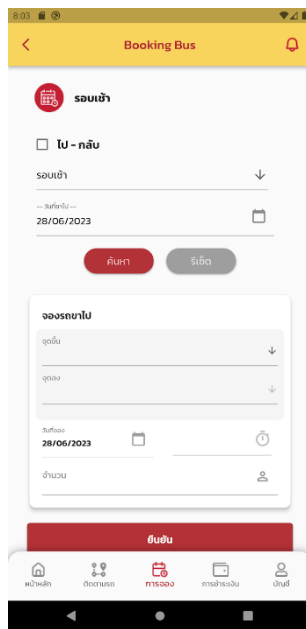 8:03
Booking Bus
รอบเช้า
ไป - กลับ
รอบเช้า
-- วันที่ขาไป --
28/06/2023
ค้นหา
รีเซ็ต
จองรถขาไป
จุดขึ้น
จุดลง
วันที่จอง
28/06/2023
จำนวน
ยืนยัน
หน้าหลัก
ติดตามรถ
การจอง
การชำระเงิน
บัญชี